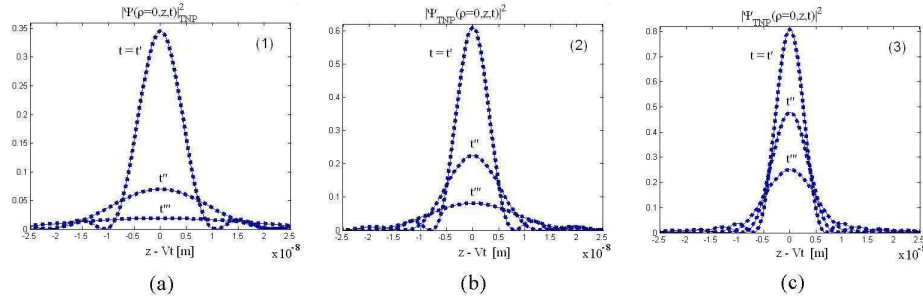 |Ψ(ρ=0,z,t)|²TNP
(1)
t = t′
t″
t‴
0.35
0.3
0.25
0.2
0.15
0.1
0.05
0
-2.5 -2 -1.5 -1 -0.5 0 0.5 1 1.5 2 2.5
z - Vt [m]
x10⁻⁸
(a)
|Ψ_TNP(ρ=0,z,t)|²
(2)
t = t′
t″
t‴
0.6
0.5
0.4
0.3
0.2
0.1
0
-2.5 -2 -1.5 -1 -0.5 0 0.5 1 1.5 2 2.5
z - Vt [m]
x10⁻⁸
(b)
|Ψ_TNP(ρ=0,z,t)|²
(3)
t = t′
t″
t‴
0.8
0.7
0.6
0.5
0.4
0.3
0.2
0.1
0
-2.5 -2 -1.5 -1 -0.5 0 0.5 1 1.5 2 2.5
z - Vt [m]
x10⁻⁸
(c)